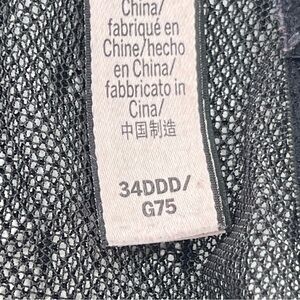 China/
fabriqué en
Chine/hecho
en China/
fabbricato in
Cina/
中国制造
34DDD/
G75